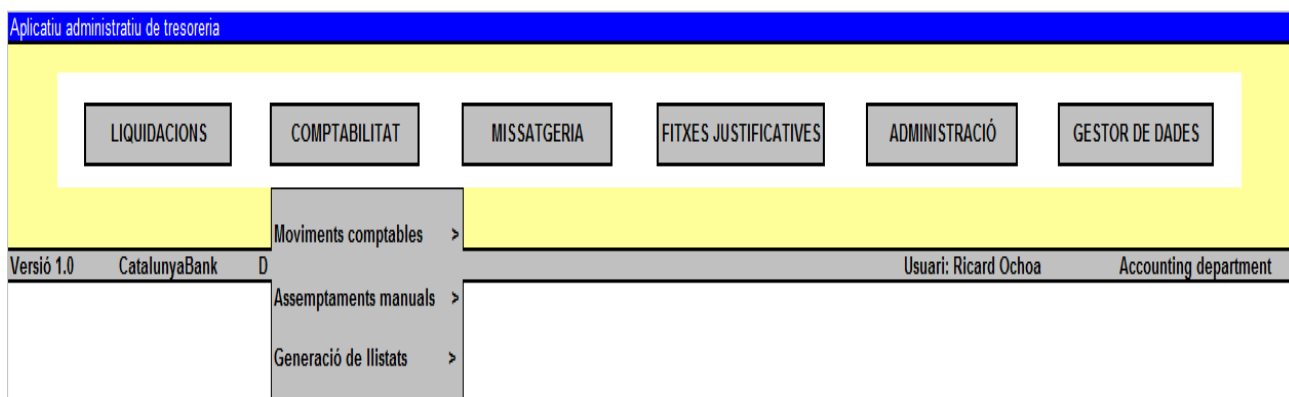 Aplicatiu administratiu de tresoreria
LIQUIDACIONS COMPTABILITAT MISSATGERIA FITXES JUSTIFICATIVES ADMINISTRACIÓ GESTOR DE DADES
Moviments comptables >
Versió 1.0 CatalunyaBank D Usuari: Ricard Ochoa Accounting department
Assemptaments manuals >
Generació de llistats >